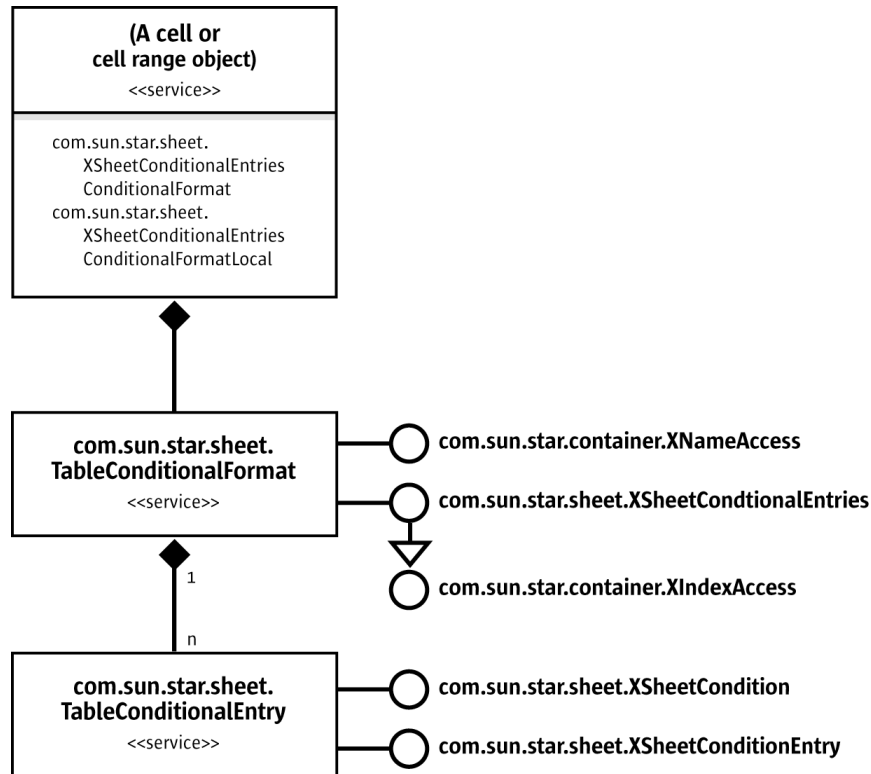 (A cell or
cell range object)
<<service>>
com.sun.star.sheet.
XSheetConditionalEntries
ConditionalFormat
com.sun.star.sheet.
XSheetConditionalEntries
ConditionalFormatLocal
com.sun.star.sheet.
TableConditionalFormat
<<service>>
com.sun.star.container.XNameAccess
com.sun.star.sheet.XSheetCondtionalEntries
com.sun.star.container.XIndexAccess
1
n
com.sun.star.sheet.
TableConditionalEntry
<<service>>
com.sun.star.sheet.XSheetCondition
com.sun.star.sheet.XSheetConditionEntry